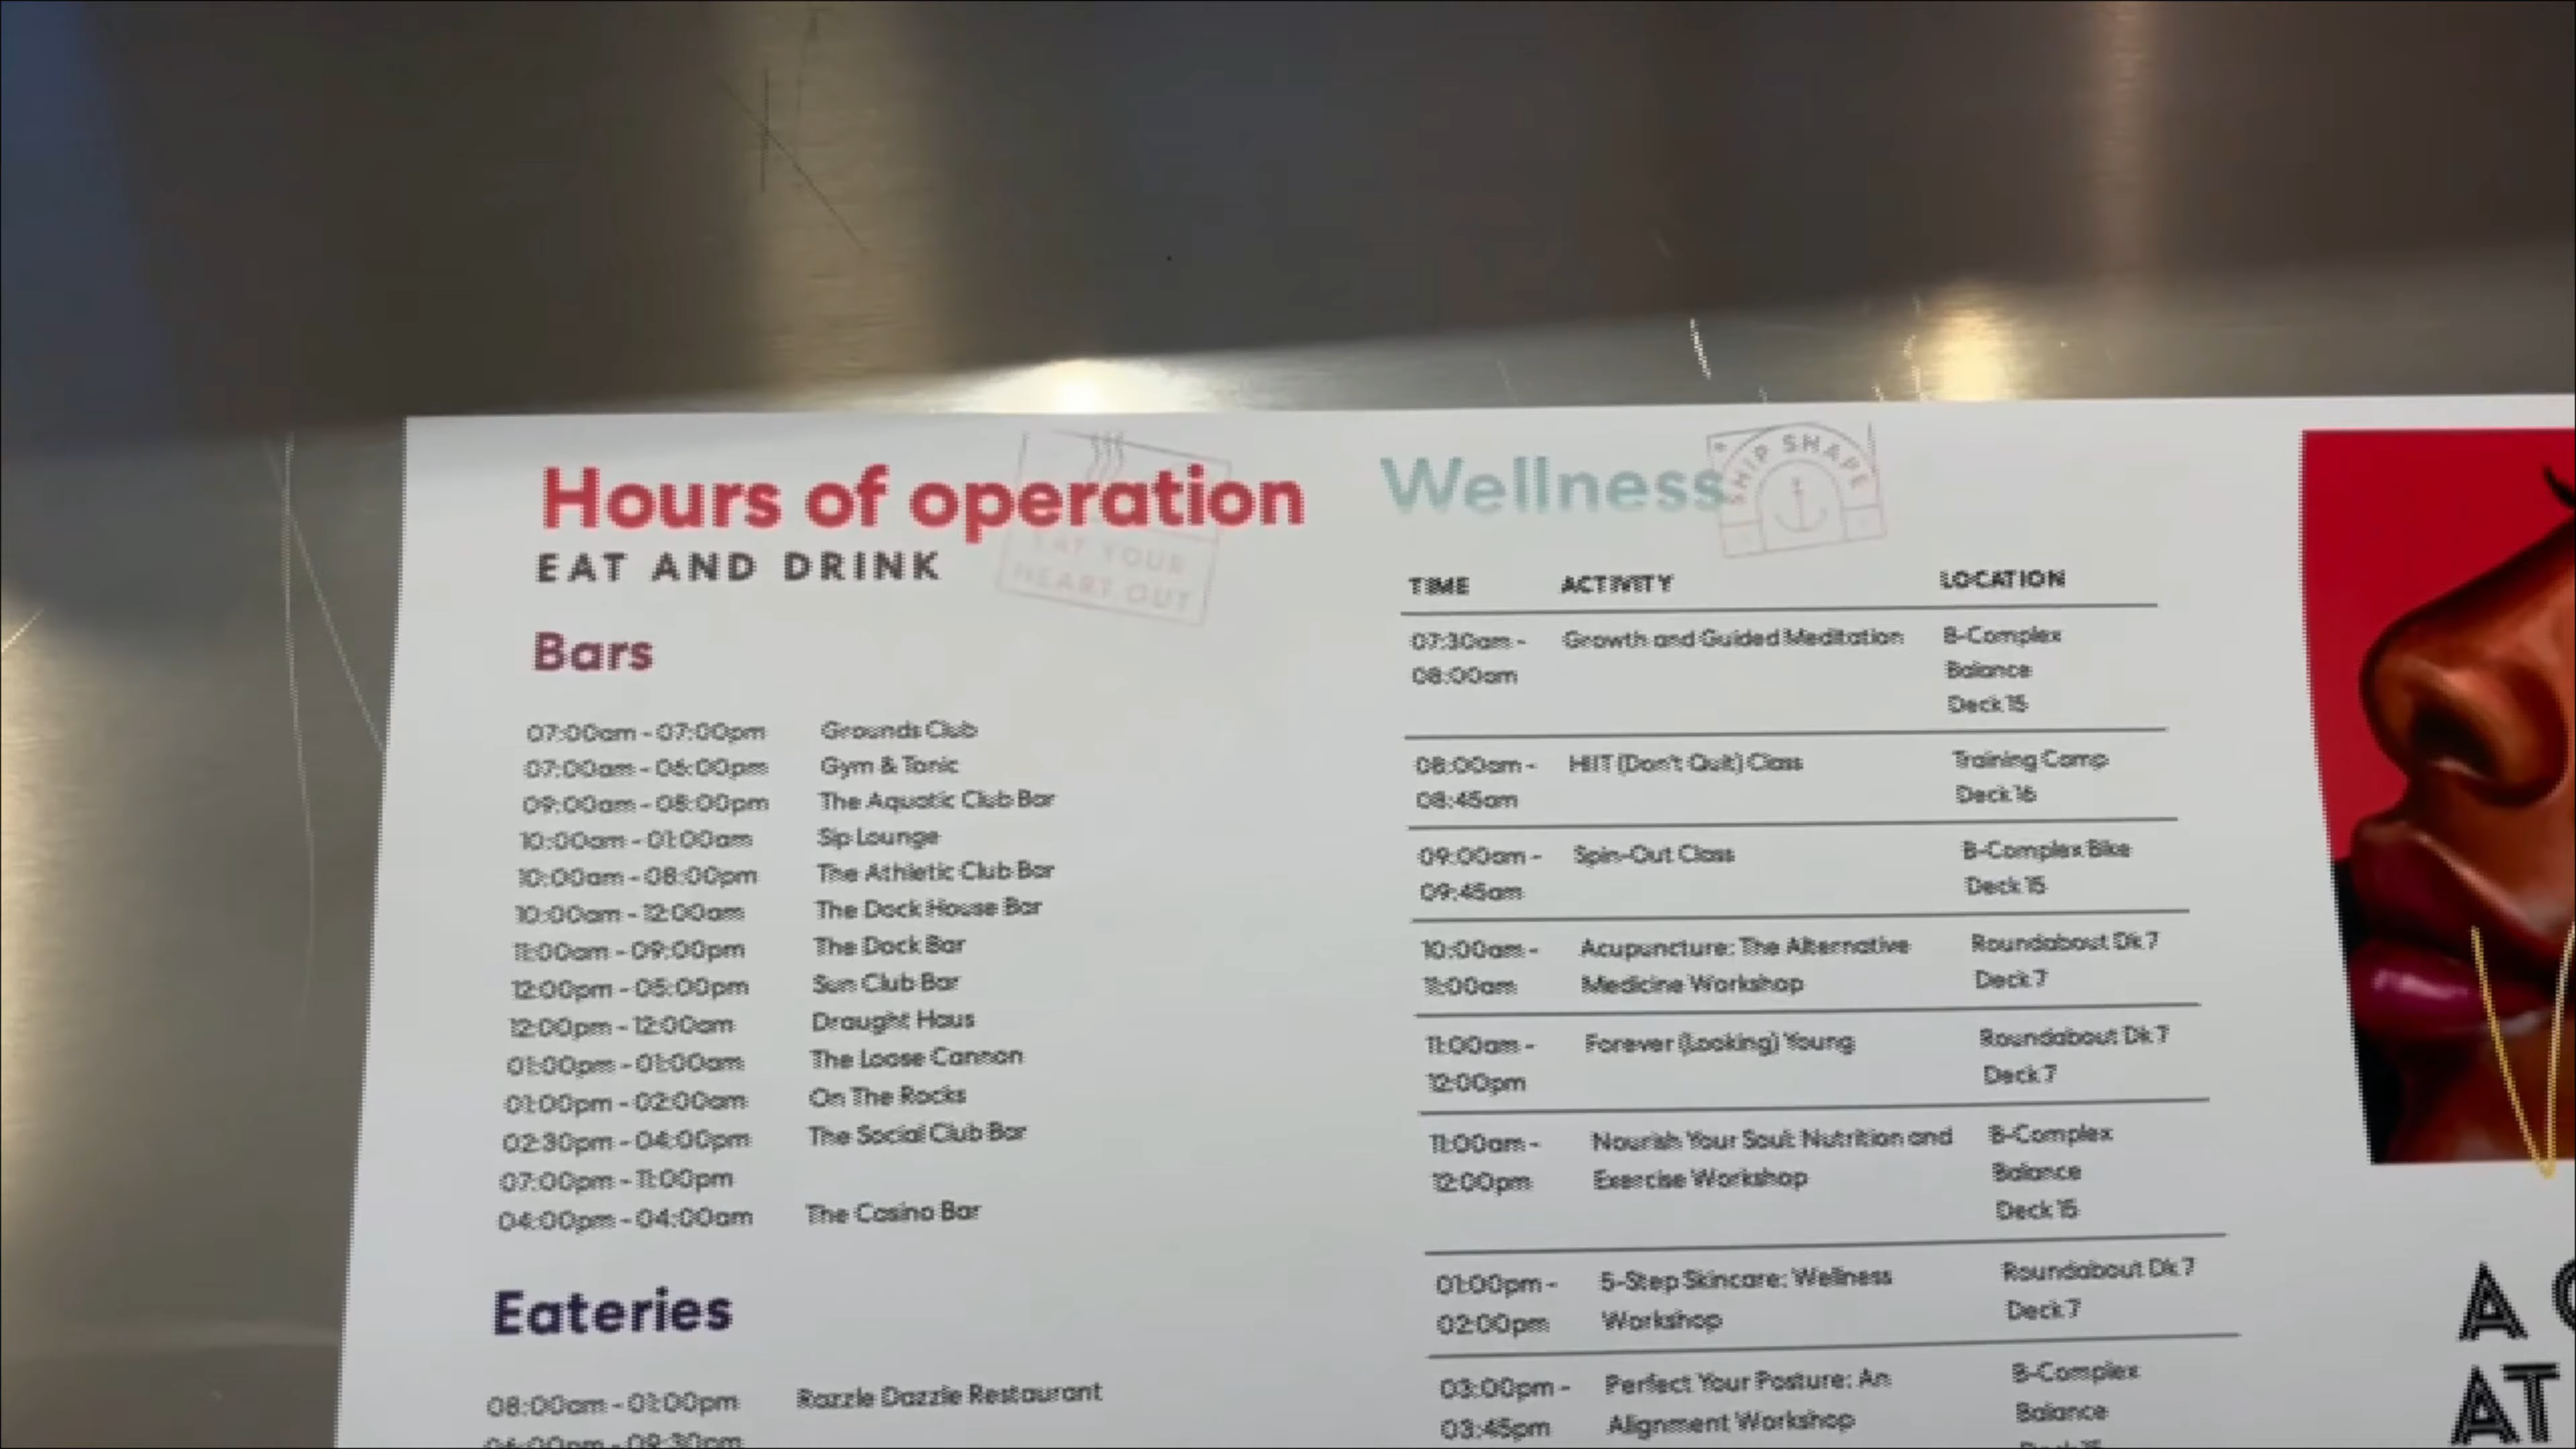 Hours of operation
EAT AND DRINK
EAT YOUR
HEART OUT
Bars
07:00am - 07:00pm Grounds Club
07:00am - 06:00pm Gym & Tonic
09:00am - 08:00pm The Aquatic Club Bar
10:00am - 01:00am Sip Lounge
10:00am - 08:00pm The Athletic Club Bar
10:00am - 12:00am The Dock House Bar
11:00am - 09:00pm The Dock Bar
12:00pm - 05:00pm Sun Club Bar
12:00pm - 12:00am Draught Haus
01:00pm - 01:00am The Loose Cannon
01:00pm - 02:00am On The Rocks
02:30pm - 04:00pm The Social Club Bar
07:00pm - 11:00pm
04:00pm - 04:00am The Casino Bar
Eateries
08:00am - 01:00pm Razzle Dazzle Restaurant
06:00pm - 09:30pm
Wellness
SHIP SHAPE
TIME ACTIVITY LOCATION
07:30am - Growth and Guided Meditation B-Complex
08:00am Balance
Deck 15
08:00am - HIIT (Don't Quit) Class Training Camp
08:45am Deck 16
09:00am - Spin-Out Class B-Complex Bike
09:45am Deck 15
10:00am - Acupuncture: The Alternative Roundabout Dk 7
11:00am Medicine Workshop Deck 7
11:00am - Forever (Looking) Young Roundabout Dk 7
12:00pm Deck 7
11:00am - Nourish Your Soul: Nutrition and B-Complex
12:00pm Exercise Workshop Balance
Deck 15
01:00pm - 5-Step Skincare: Wellness Roundabout Dk 7
02:00pm Workshop Deck 7
03:00pm - Perfect Your Posture: An B-Complex
03:45pm Alignment Workshop Balance
Deck 15
A
AT